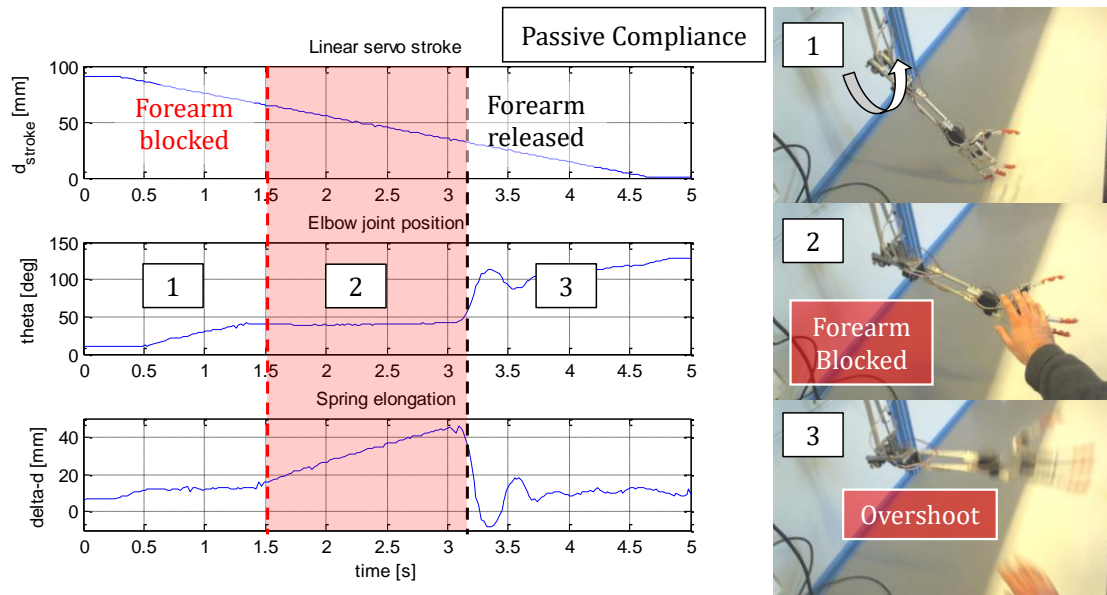 Passive Compliance
Linear servo stroke
d_stroke [mm]
100
50
0
Forearm
blocked
Forearm
released
0 0.5 1 1.5 2 2.5 3 3.5 4 4.5 5
Elbow joint position
theta [deg]
150
100
50
0
1
2
3
0 0.5 1 1.5 2 2.5 3 3.5 4 4.5 5
Spring elongation
delta-d [mm]
40
20
0
0 0.5 1 1.5 2 2.5 3 3.5 4 4.5 5
time [s]
1
2
Forearm
Blocked
3
Overshoot